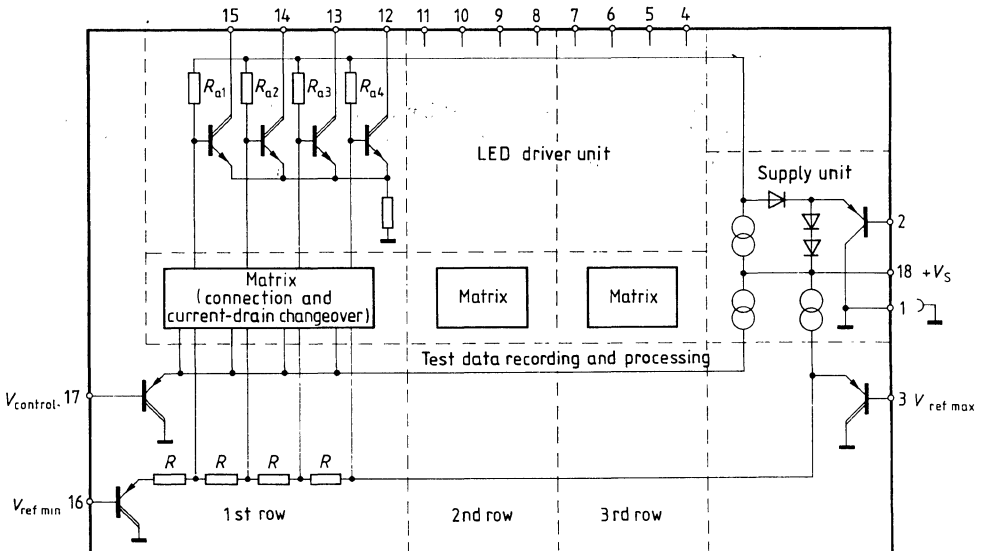 15 14 13 12 11 10 9 8 7 6 5 4
Ra1 Ra2 Ra3 Ra4
LED driver unit
Supply unit
2
18 +VS
1
Matrix
(connection and
current-drain changeover)
Matrix
Matrix
Test data recording and processing
Vcontrol. 17
3 V ref max
R R R R
Vref min 16
1st row
2nd row
3rd row